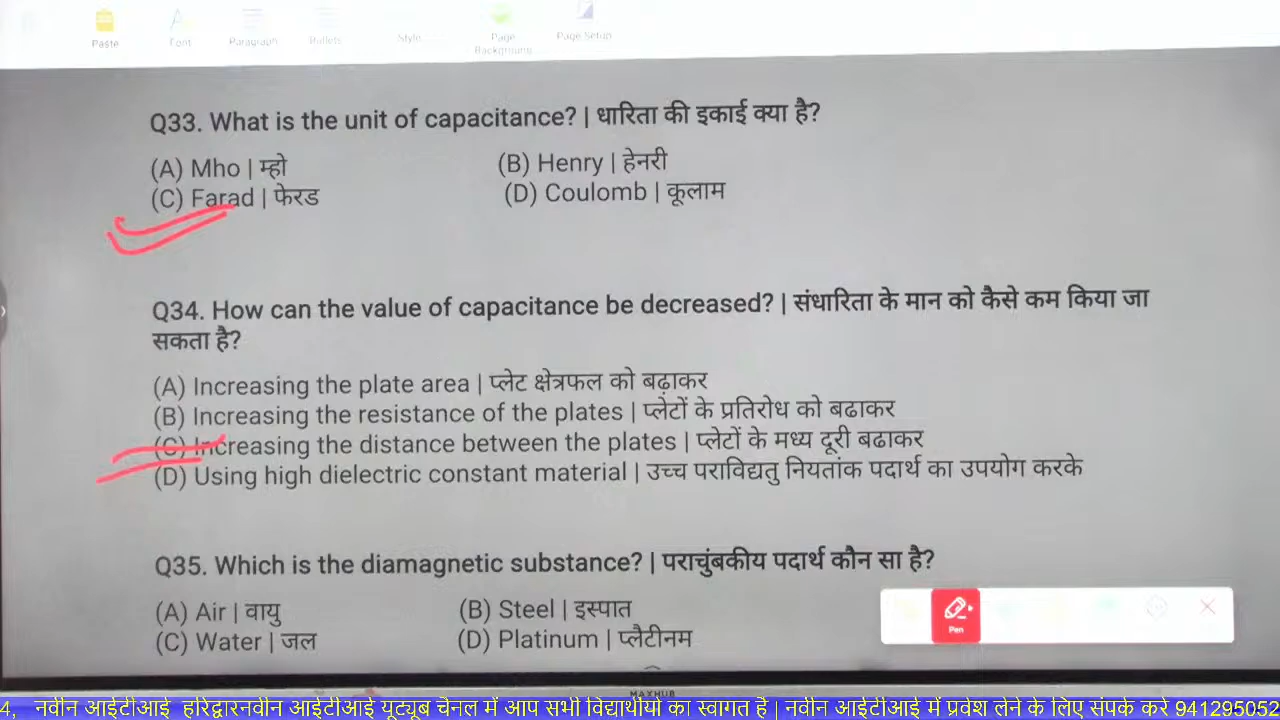 Paste
Font
Paragraph
Bullets
Style
Page Background
Page Setup
Q33. What is the unit of capacitance? | धारिता की इकाई क्या है?
(A) Mho | म्हो
(B) Henry | हेनरी
(C) Farad | फेरड
(D) Coulomb | कूलाम
Q34. How can the value of capacitance be decreased? | संधारिता के मान को कैसे कम किया जा
सकता है?
(A) Increasing the plate area | प्लेट क्षेत्रफल को बढ़ाकर
(B) Increasing the resistance of the plates | प्लेटों के प्रतिरोध को बढाकर
(C) Increasing the distance between the plates | प्लेटों के मध्य दूरी बढाकर
(D) Using high dielectric constant material | उच्च पराविद्यतु नियतांक पदार्थ का उपयोग करके
Q35. Which is the diamagnetic substance? | पराचुंबकीय पदार्थ कौन सा है?
(A) Air | वायु
(B) Steel | इस्पात
(C) Water | जल
(D) Platinum | प्लैटीनम
Pen
MAXHUB
4, नवीन आईटीआई हरिद्वारनवीन आईटीआई यूट्यूब चैनल में आप सभी विद्यार्थीयों का स्वागत है | नवीन आईटीआई में प्रवेश लेने के लिए संपर्क करे 941295052